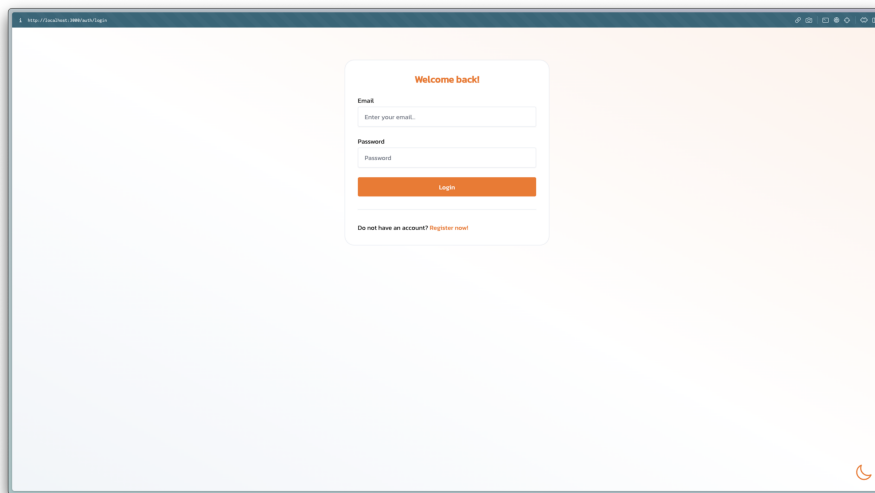 http://localhost:3000/auth/login
Welcome back!
Email
Enter your email..
Password
Password
Login
Do not have an account? Register now!